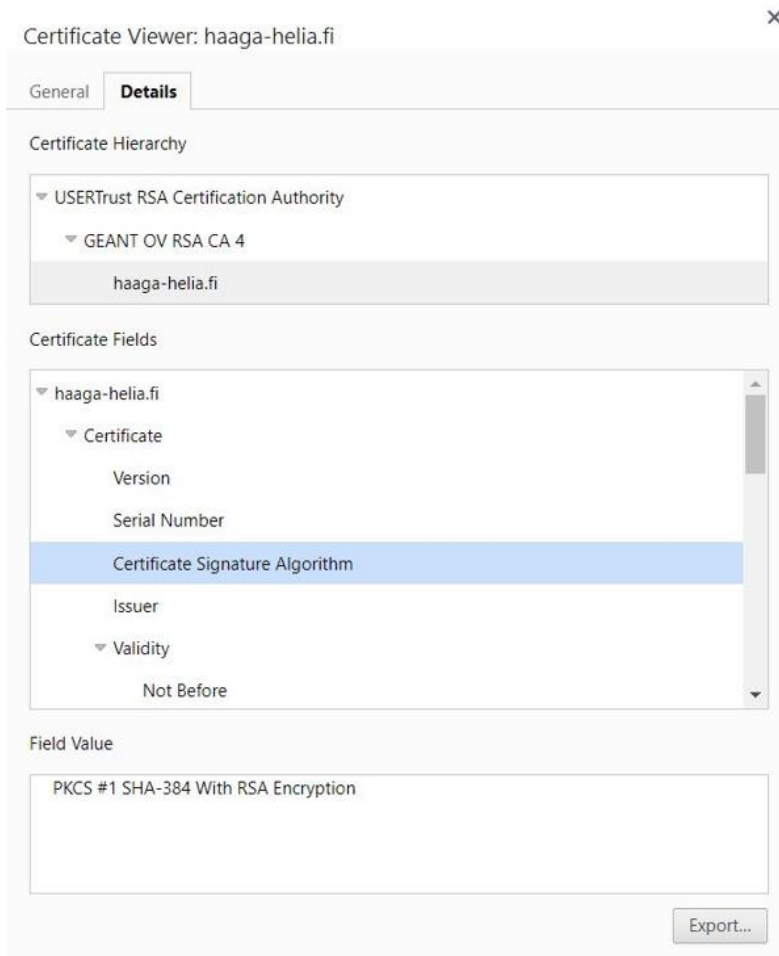 Certificate Viewer: haaga-helia.fi
General Details
Certificate Hierarchy
USERTrust RSA Certification Authority
GEANT OV RSA CA 4
haaga-helia.fi
Certificate Fields
haaga-helia.fi
Certificate
Version
Serial Number
Certificate Signature Algorithm
Issuer
Validity
Not Before
Field Value
PKCS #1 SHA-384 With RSA Encryption
Export...